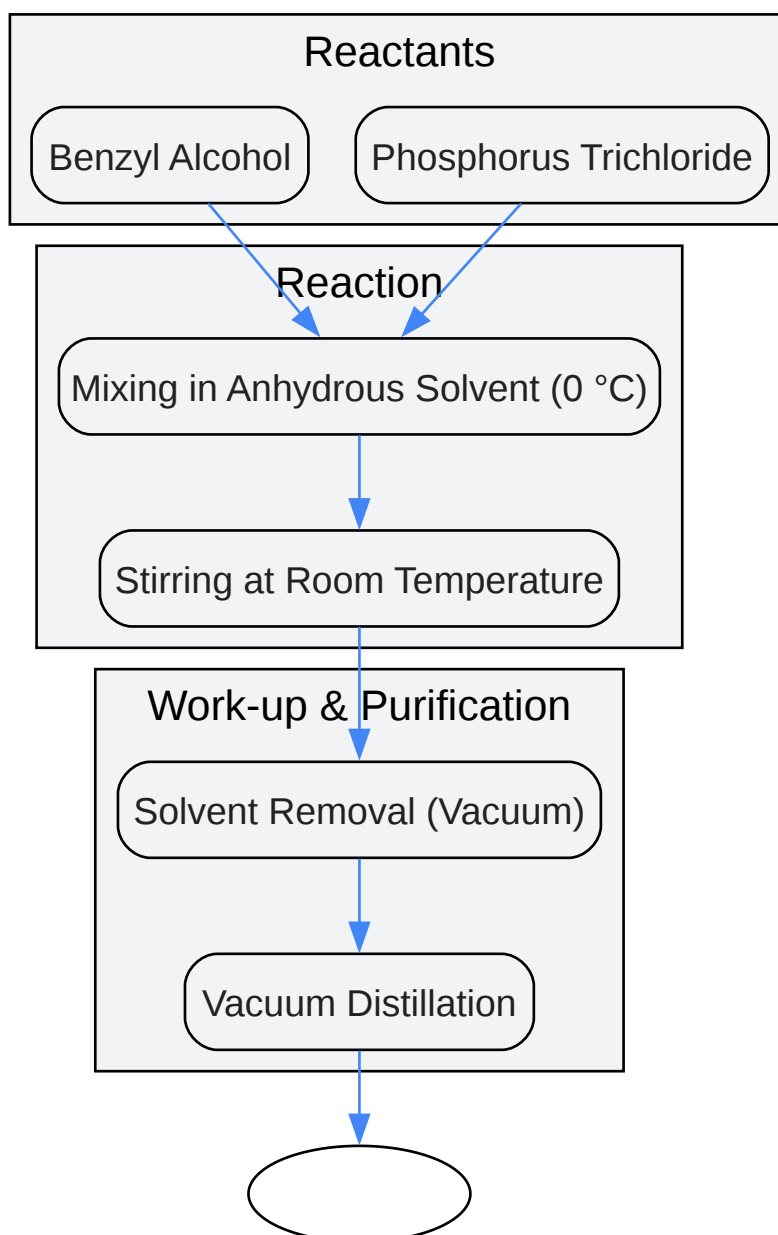 Reactants
Benzyl Alcohol
Phosphorus Trichloride
Reaction
Mixing in Anhydrous Solvent (0 °C)
Stirring at Room Temperature
Work-up & Purification
Solvent Removal (Vacuum)
Vacuum Distillation